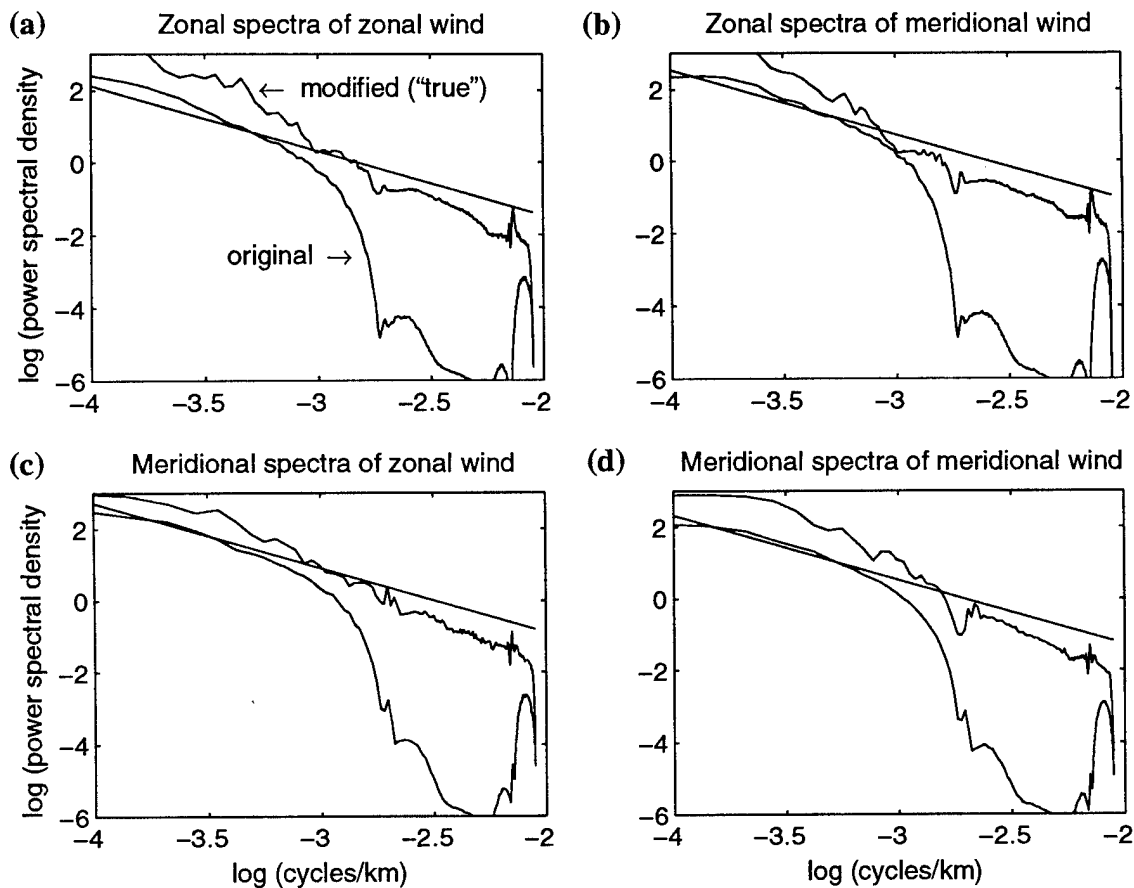 (a) Zonal spectra of zonal wind
(b) Zonal spectra of meridional wind
log (power spectral density)
2
0
−2
−4
−6
← modified ("true")
original →
−4 −3.5 −3 −2.5 −2
2
0
−2
−4
−6
−4 −3.5 −3 −2.5 −2
(c) Meridional spectra of zonal wind
(d) Meridional spectra of meridional wind
log (power spectral density)
2
0
−2
−4
−6
−4 −3.5 −3 −2.5 −2
log (cycles/km)
2
0
−2
−4
−6
−4 −3.5 −3 −2.5 −2
log (cycles/km)